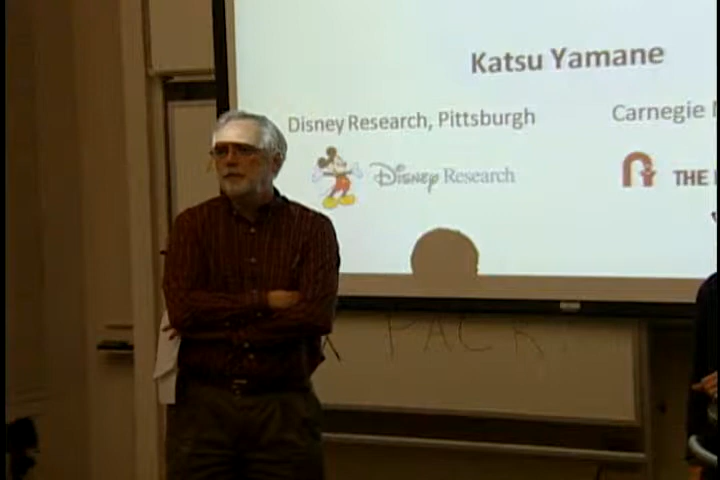 Katsu Yamane
Disney Research, Pittsburgh
Carnegie
Disney Research
THE
PACK